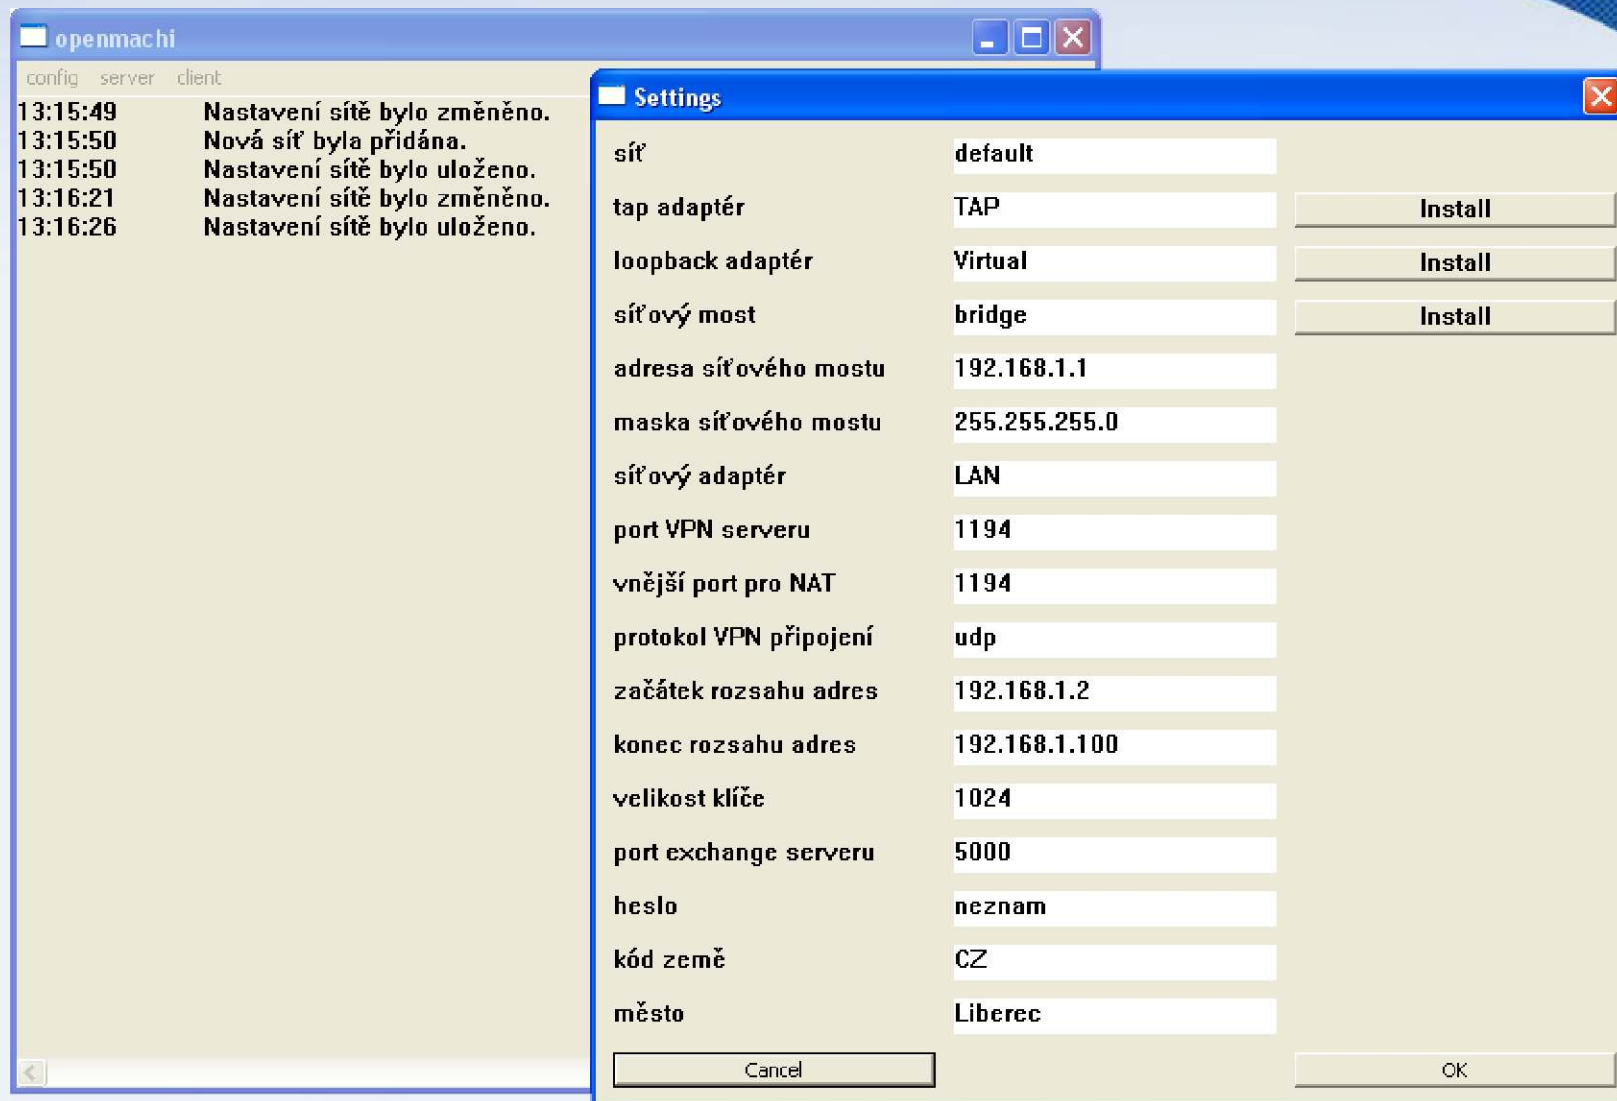 openmachi
config server client
13:15:49 Nastavení sítě bylo změněno.
13:15:50 Nová síť byla přidána.
13:15:50 Nastavení sítě bylo uloženo.
13:16:21 Nastavení sítě bylo změněno.
13:16:26 Nastavení sítě bylo uloženo.
Settings
síť default
tap adaptér TAP Install
loopback adaptér Virtual Install
síťový most bridge Install
adresa síťového mostu 192.168.1.1
maska síťového mostu 255.255.255.0
síťový adaptér LAN
port VPN serveru 1194
vnější port pro NAT 1194
protokol VPN připojení udp
začátek rozsahu adres 192.168.1.2
konec rozsahu adres 192.168.1.100
velikost klíče 1024
port exchange serveru 5000
heslo neznam
kód země CZ
město Liberec
Cancel OK